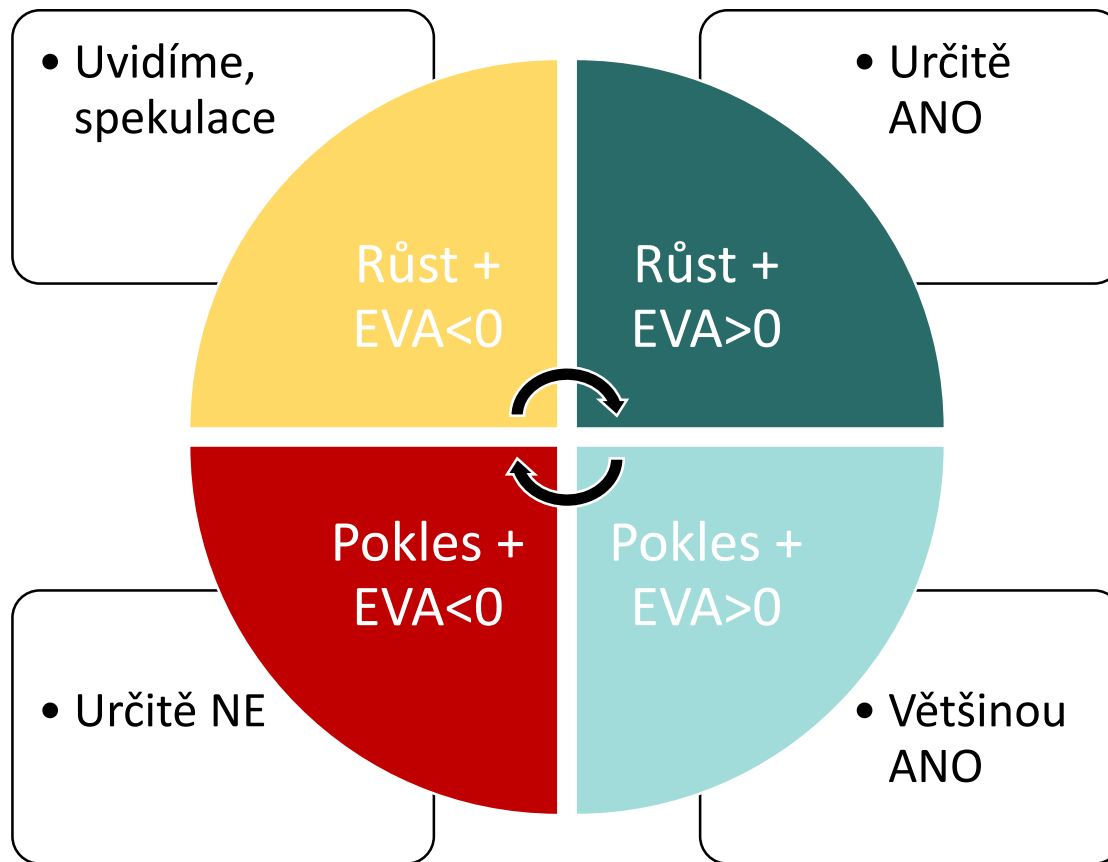 • Uvidíme,
spekulace
• Určitě
ANO
Růst +
EVA<0
Růst +
EVA>0
Pokles +
EVA<0
Pokles +
EVA>0
• Určitě NE
• Většinou
ANO